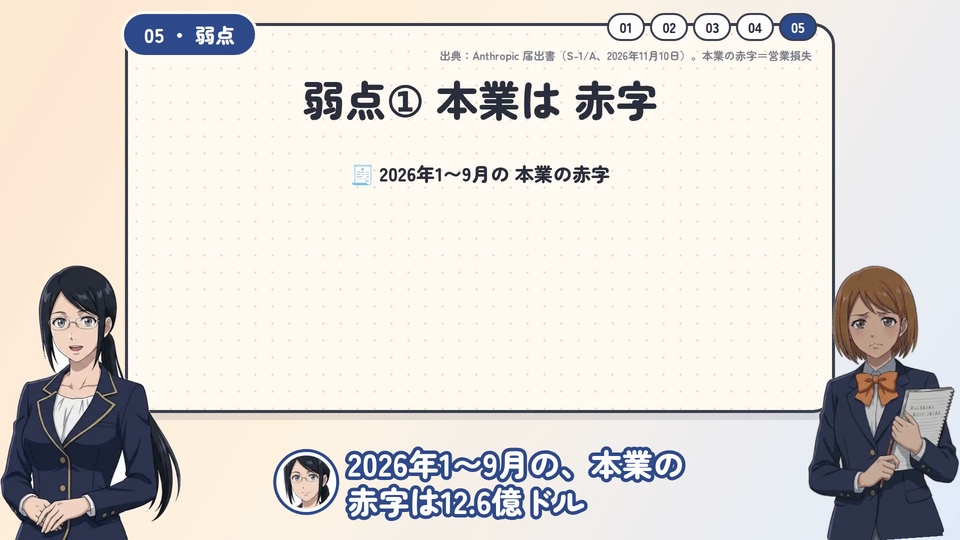 05 ・ 弱点
01 02 03 04 05
出典：Anthropic 届出書（S-1/A、2026年11月10日）。本業の赤字＝営業損失
弱点① 本業は 赤字
2026年1〜9月の 本業の赤字
2026年1〜9月の、本業の
赤字は12.6億ドル